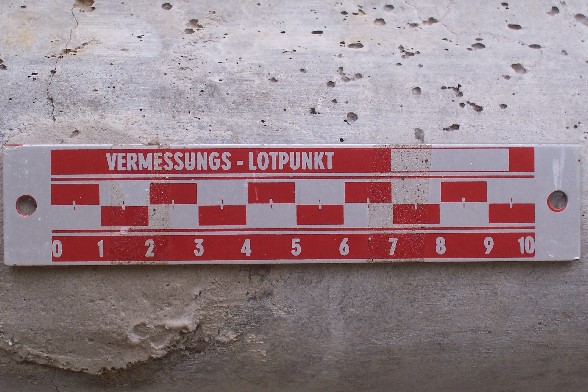 VERMESSUNGS - LOTPUNKT
0 1 2 3 4 5 6 7 8 9 10